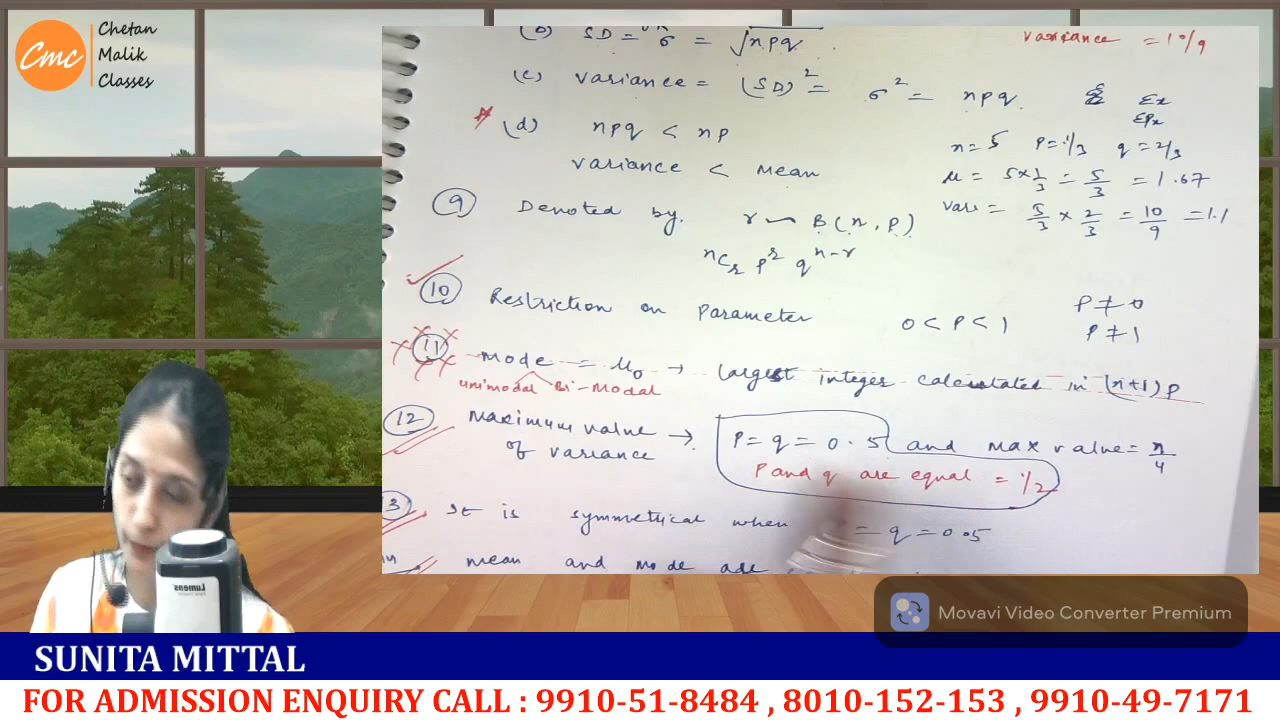 cmc
Chetan
Malik
Classes
(b) SD = σ = √npq.
variance = 10/9
(c) variance = (SD)² = σ² = npq
Σx
Σpx
(d) npq < np
variance < mean
n = 5 p = 1/3 q = 2/3
μ = 5 × 1/3 = 5/3 = 1.67
vari = 5/3 × 2/3 = 10/9 = 1.1
9 Denoted by. r ~ B(n, p)
nCr p^r q^(n-r)
10 Restriction on parameter 0 < p < 1
p ≠ 0
p ≠ 1
11 mode = μ₀ → largest integer calculated in (n+1)p
unimodal Bi-Modal
12 Maximum value of variance → p = q = 0.5 and max value = n/4
p and q are equal = 1/2
It is symmetrical when = q = 0.5
mean and mode are
Lumens
Movavi Video Converter Premium
SUNITA MITTAL
FOR ADMISSION ENQUIRY CALL : 9910-51-8484 , 8010-152-153 , 9910-49-7171